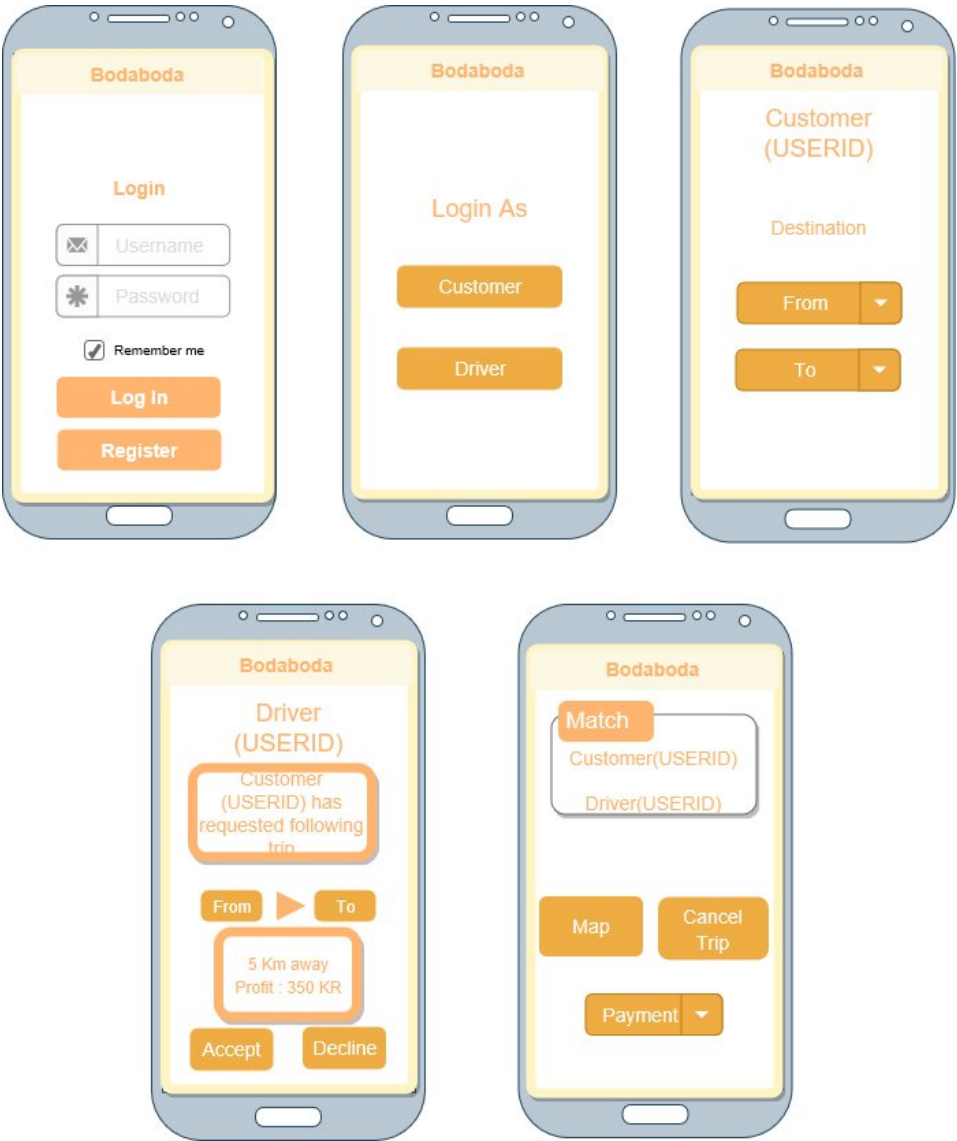 Bodaboda
Login
Username
Password
Remember me
Log In
Register
Bodaboda
Login As
Customer
Driver
Bodaboda
Customer
(USERID)
Destination
From
To
Bodaboda
Driver
(USERID)
Customer
(USERID) has
requested following
trip
From
To
5 Km away
Profit : 350 KR
Accept
Decline
Bodaboda
Match
Customer(USERID)
Driver(USERID)
Map
Cancel
Trip
Payment